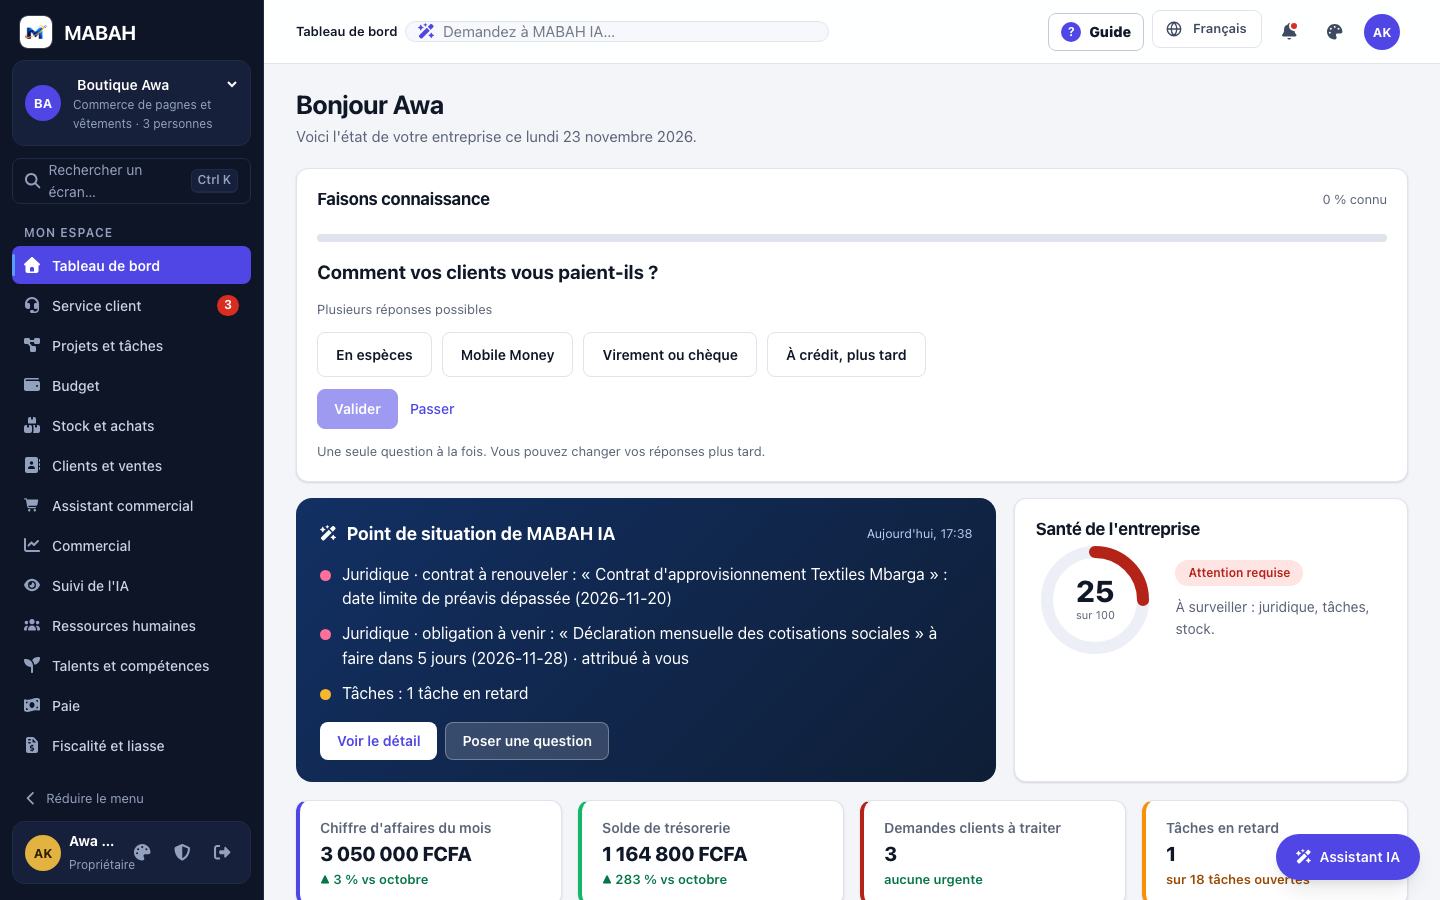 MABAH
BA
Boutique Awa
Commerce de pagnes et
vêtements · 3 personnes
Rechercher un
écran...
Ctrl K
MON ESPACE
Tableau de bord
Service client
3
Projets et tâches
Budget
Stock et achats
Clients et ventes
Assistant commercial
Commercial
Suivi de l'IA
Ressources humaines
Talents et compétences
Paie
Fiscalité et liasse
Réduire le menu
AK
Awa ...
Propriétaire
Tableau de bord
Demandez à MABAH IA...
? Guide
Français
AK
Bonjour Awa
Voici l'état de votre entreprise ce lundi 23 novembre 2026.
Faisons connaissance
0 % connu
Comment vos clients vous paient-ils ?
Plusieurs réponses possibles
En espèces
Mobile Money
Virement ou chèque
À crédit, plus tard
Valider
Passer
Une seule question à la fois. Vous pouvez changer vos réponses plus tard.
Point de situation de MABAH IA
Aujourd'hui, 17:38
Juridique · contrat à renouveler : « Contrat d'approvisionnement Textiles Mbarga » :
date limite de préavis dépassée (2026-11-20)
Juridique · obligation à venir : « Déclaration mensuelle des cotisations sociales » à
faire dans 5 jours (2026-11-28) · attribué à vous
Tâches : 1 tâche en retard
Voir le détail
Poser une question
Santé de l'entreprise
25
sur 100
Attention requise
À surveiller : juridique, tâches,
stock.
Chiffre d'affaires du mois
3 050 000 FCFA
▲ 3 % vs octobre
Solde de trésorerie
1 164 800 FCFA
▲ 283 % vs octobre
Demandes clients à traiter
3
aucune urgente
Tâches en retard
1
sur 18 tâches ouvertes
Assistant IA